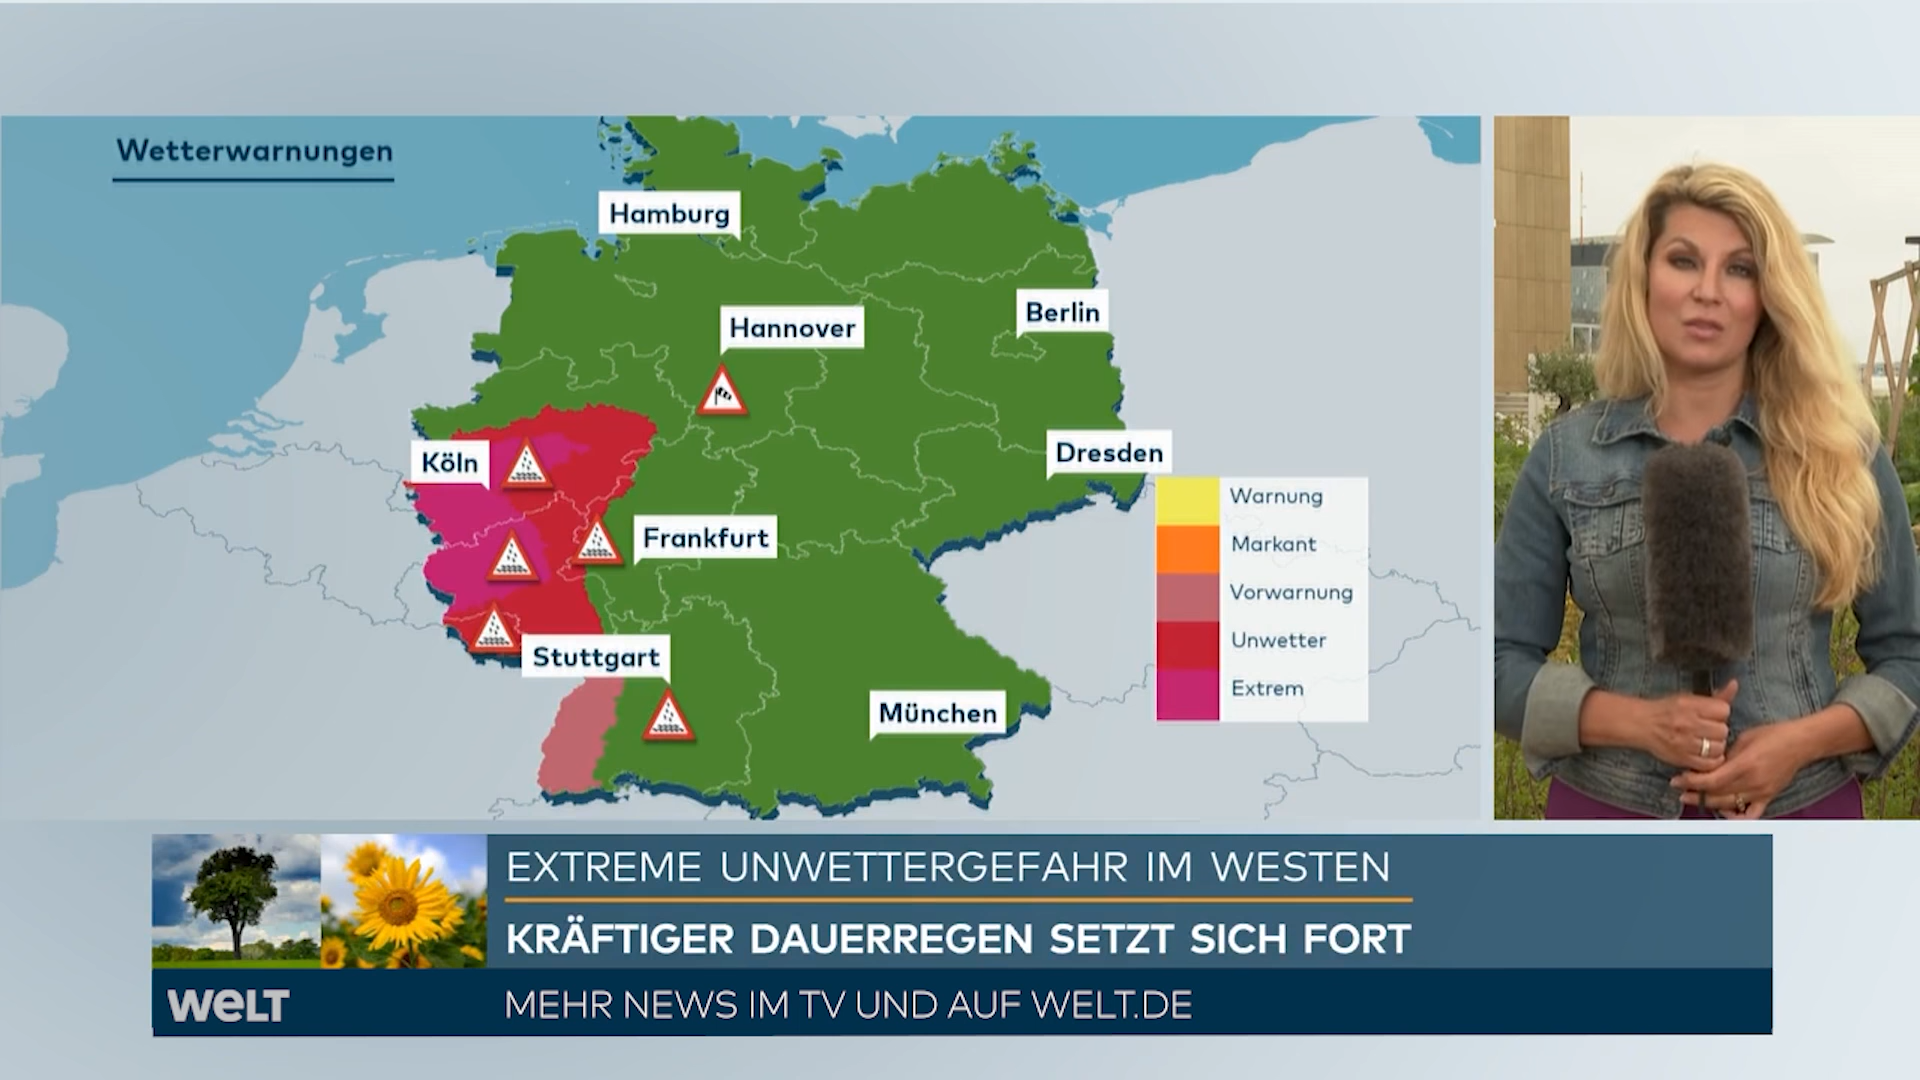 Wetterwarnungen
Hamburg
Hannover
Berlin
Köln
Dresden
Frankfurt
Stuttgart
München
Warnung
Markant
Vorwarnung
Unwetter
Extrem
EXTREME UNWETTERGEFAHR IM WESTEN
KRÄFTIGER DAUERREGEN SETZT SICH FORT
WELT
MEHR NEWS IM TV UND AUF WELT.DE